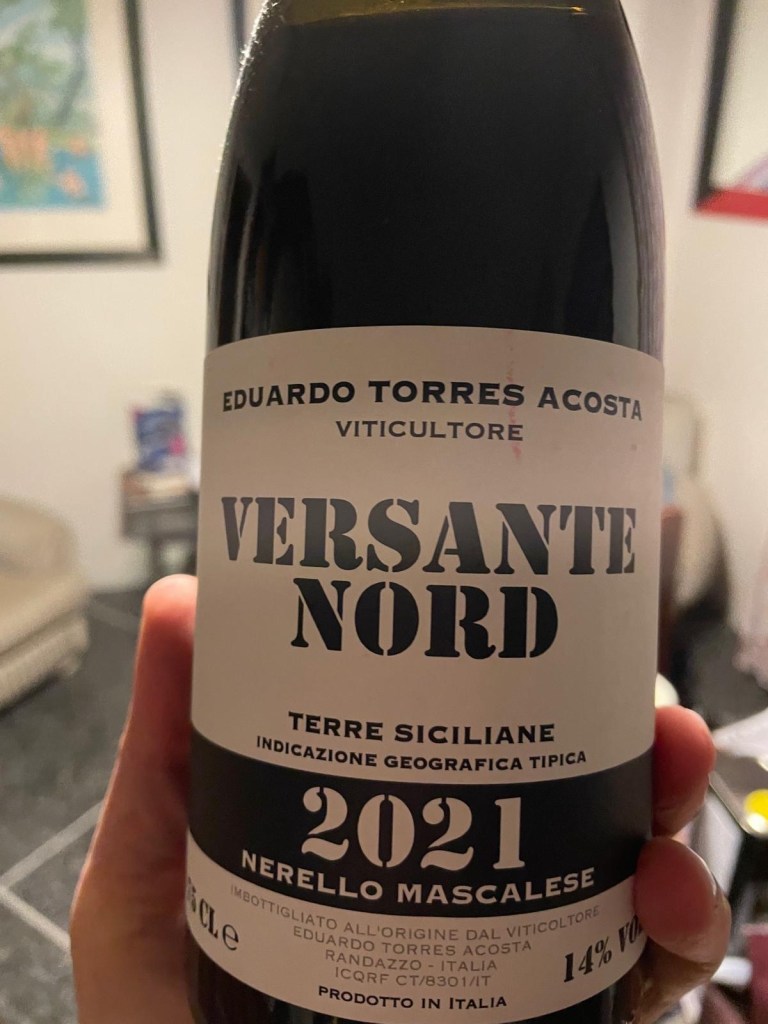 EDUARDO TORRES ACOSTA
VITICULTORE
VERSANTE
NORD
TERRE SICILIANE
INDICAZIONE GEOGRAFICA TIPICA
2021
NERELLO MASCALESE
IMBOTTIGLIATO ALL'ORIGINE DAL VITICOLTORE
EDUARDO TORRES ACOSTA
RANDAZZO - ITALIA
ICQRF CT/8301/IT
PRODOTTO IN ITALIA
CL e
14%